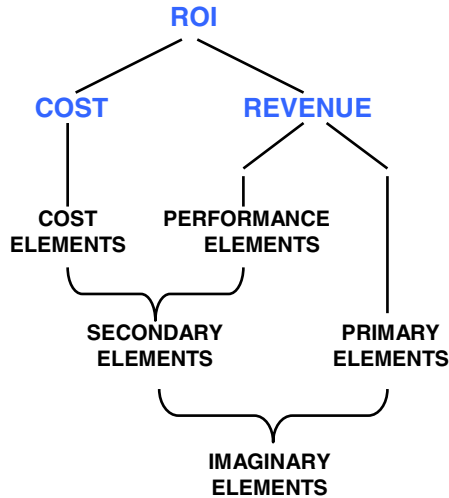 ROI
COST
REVENUE
COST
ELEMENTS
PERFORMANCE
ELEMENTS
SECONDARY
ELEMENTS
PRIMARY
ELEMENTS
IMAGINARY
ELEMENTS